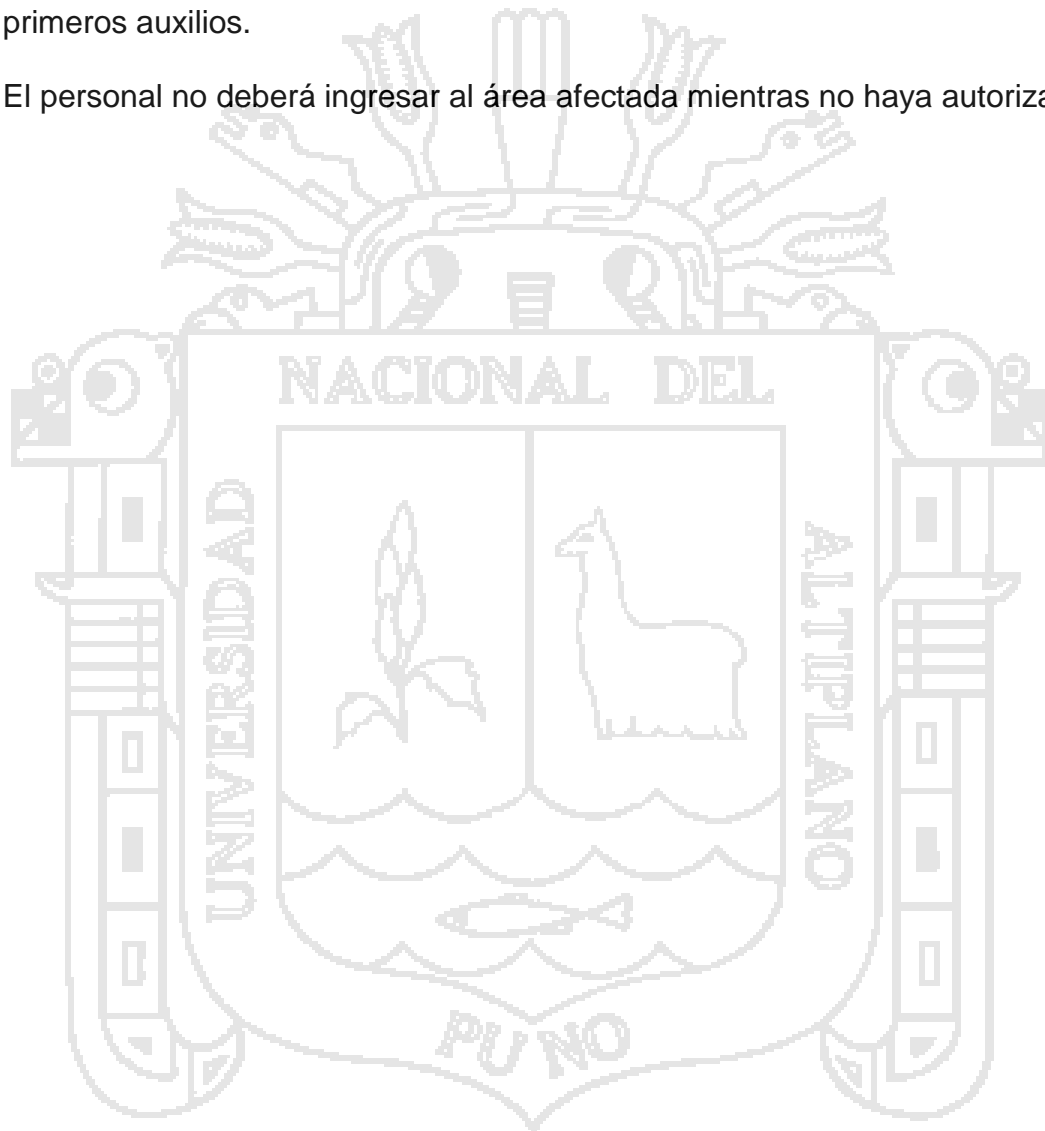 primeros auxilios.
El personal no deberá ingresar al área afectada mientras no haya autoriza
NACIONAL DEL
UNIVERSIDAD
ALTIPLANO
PUNO